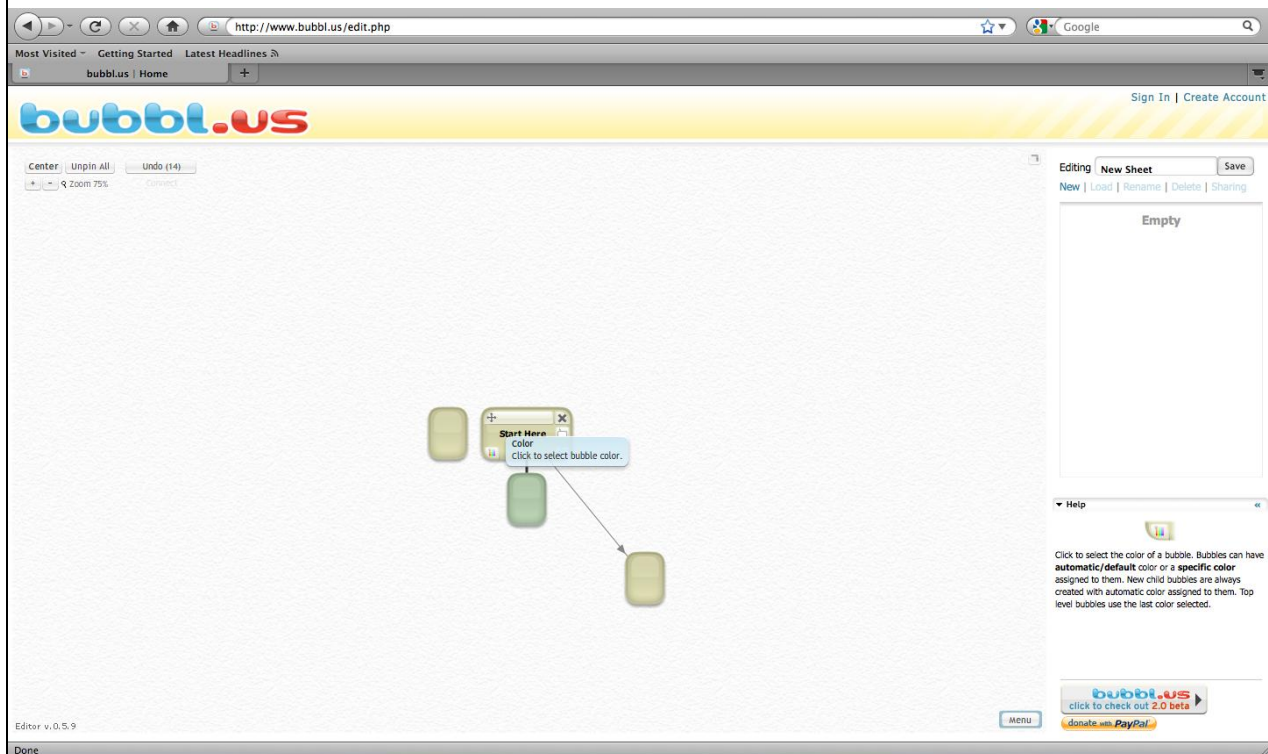 http://www.bubbl.us/edit.php
Google
Most Visited Getting Started Latest Headlines
bubbl.us | Home +
bubbl.us
Sign In | Create Account
Center Unpin All Undo (14)
+ - Zoom 75% Connect
Editing New Sheet Save
New | Load | Rename | Delete | Sharing
Empty
Start Here
Color
Click to select bubble color.
Help «
Click to select the color of a bubble. Bubbles can have
automatic/default color or a specific color
assigned to them. New child bubbles are always
created with automatic color assigned to them. Top
level bubbles use the last color selected.
bubbl.us
click to check out 2.0 beta
donate with PayPal
Menu
Editor v.0.5.9
Done